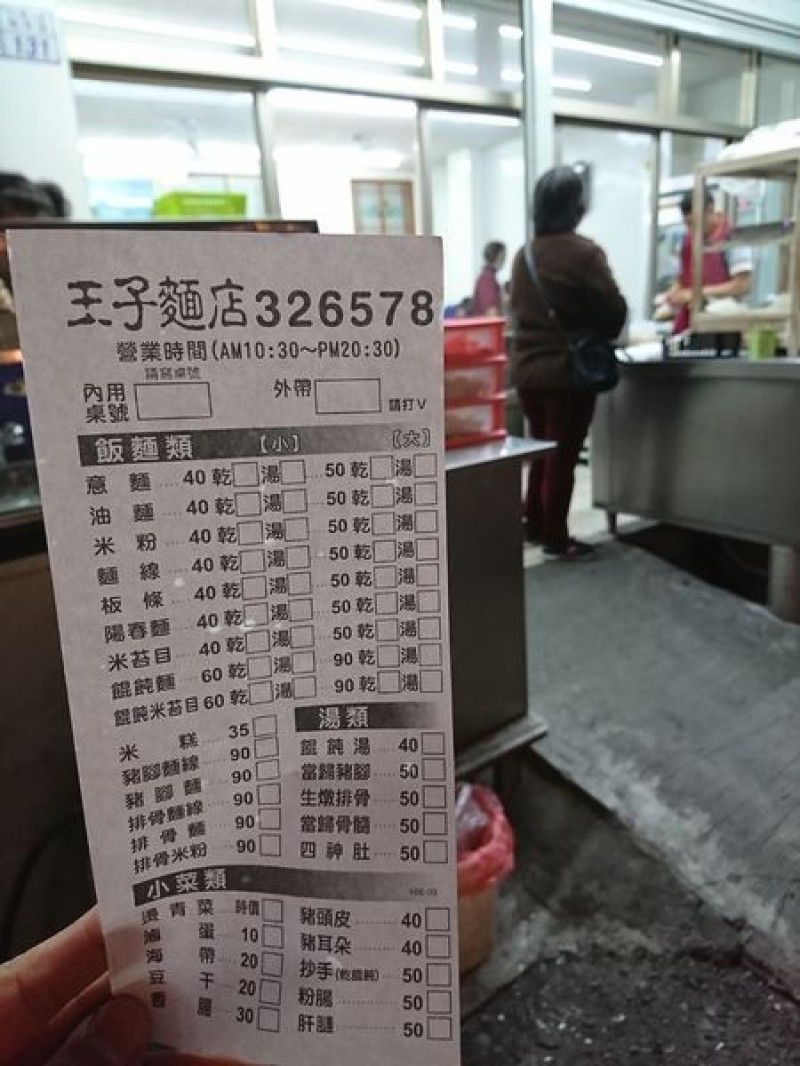 王子麵店326578
營業時間(AM10:30～PM20:30)
請寫桌號
內用桌號 外帶 請打V
飯麵類 【小】 【大】
意麵 40 乾 湯 50 乾 湯
油麵 40 乾 湯 50 乾 湯
米粉 40 乾 湯 50 乾 湯
麵線 40 乾 湯 50 乾 湯
板條 40 乾 湯 50 乾 湯
陽春麵 40 乾 湯 50 乾 湯
米苔目 40 乾 湯 50 乾 湯
餛飩麵 60 乾 湯 90 乾 湯
餛飩米苔目 60 乾 湯 90 乾 湯
米糕 35
豬腳麵線 90
豬腳麵 90
排骨麵線 90
排骨麵 90
排骨米粉 90
湯類
餛飩湯 40
當歸豬腳 50
生燉排骨 50
當歸骨髓 50
四神肚 50
小菜類
燙青菜 時價
滷蛋 10
海帶 20
豆干 20
香腸 30
豬頭皮 40
豬耳朵 40
抄手(乾餛飩) 50
粉腸 50
肝腱 50